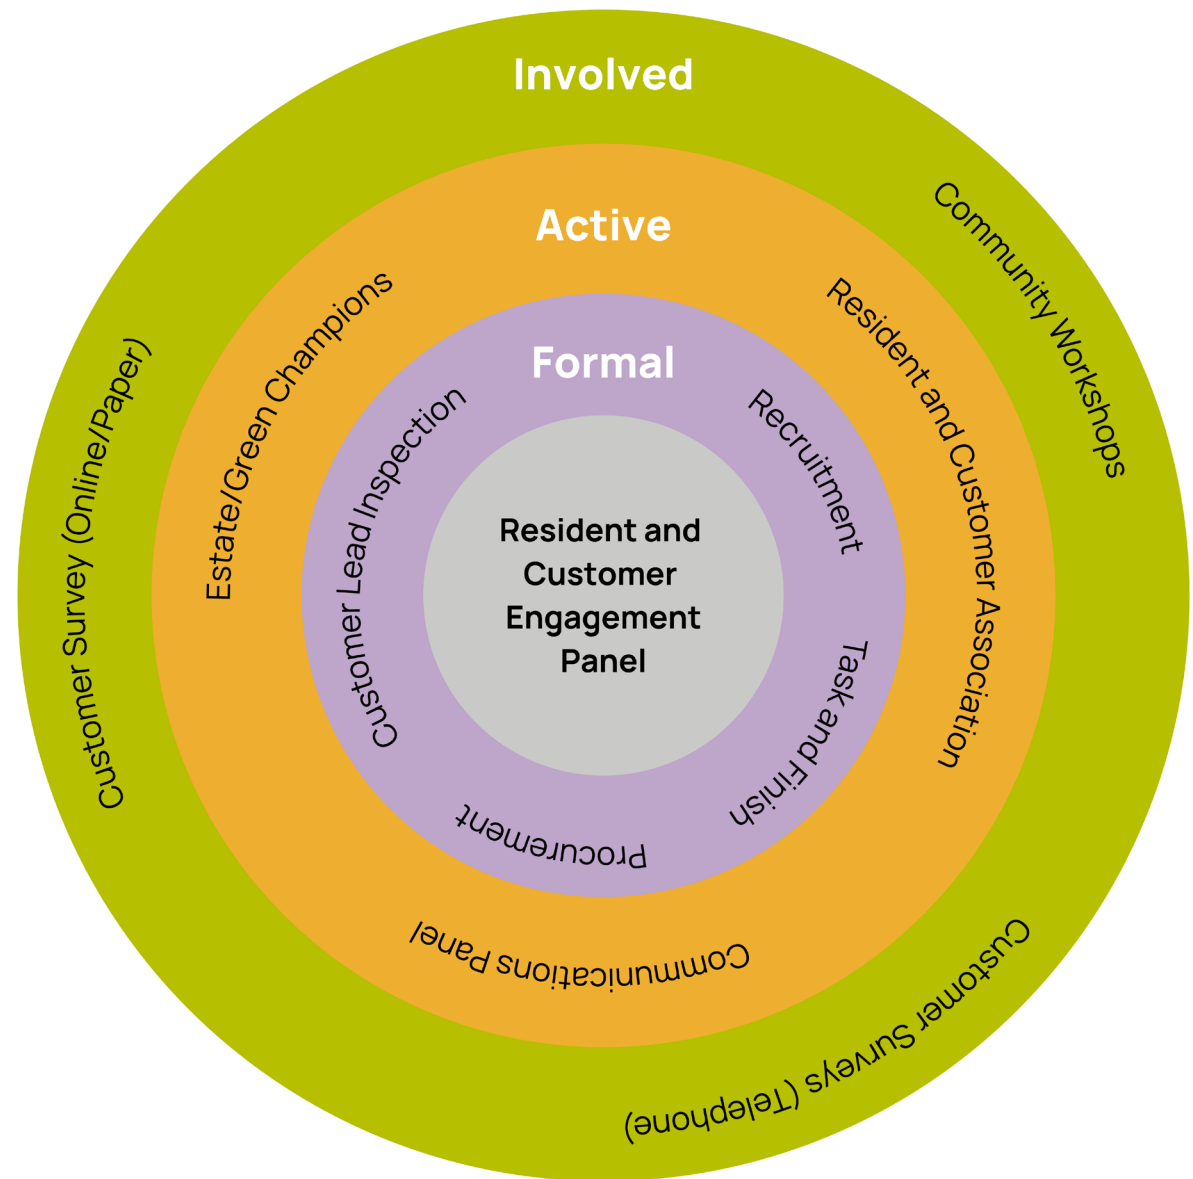 Involved
Community Workshops
Customer Surveys (Telephone)
Customer Survey (Online/Paper)
Active
Resident and Customer Association
Communications Panel
Estate/Green Champions
Formal
Recruitment
Task and Finish
Procurement
Customer Lead Inspection
Resident and
Customer
Engagement
Panel